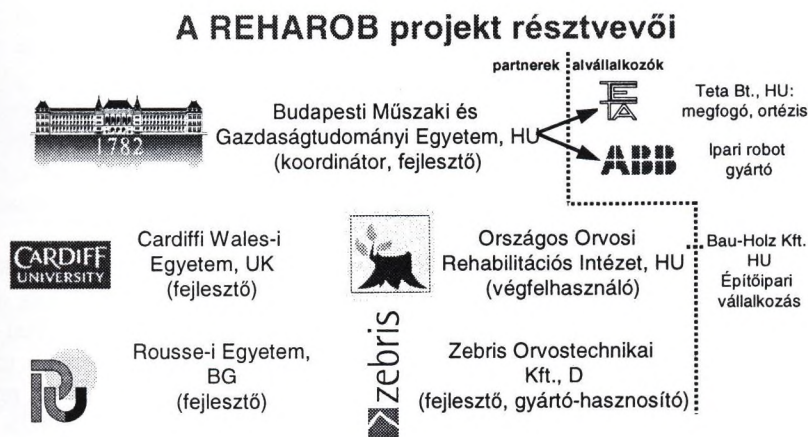 A REHAROB projekt résztvevői
partnerek
alvállalkozók
1782
Budapesti Műszaki és
Gazdaságtudományi Egyetem, HU
(koordinátor, fejlesztő)
TETA
Teta Bt., HU:
megfogó, ortézis
ABB
Ipari robot
gyártó
CARDIFF
UNIVERSITY
Cardiffi Wales-i
Egyetem, UK
(fejlesztő)
Országos Orvosi
Rehabilitációs Intézet, HU
(végfelhasználó)
Bau-Holz Kft.
HU
Építőipari
vállalkozás
Rousse-i Egyetem,
BG
(fejlesztő)
zebris
Zebris Orvostechnikai
Kft., D
(fejlesztő, gyártó-hasznosító)